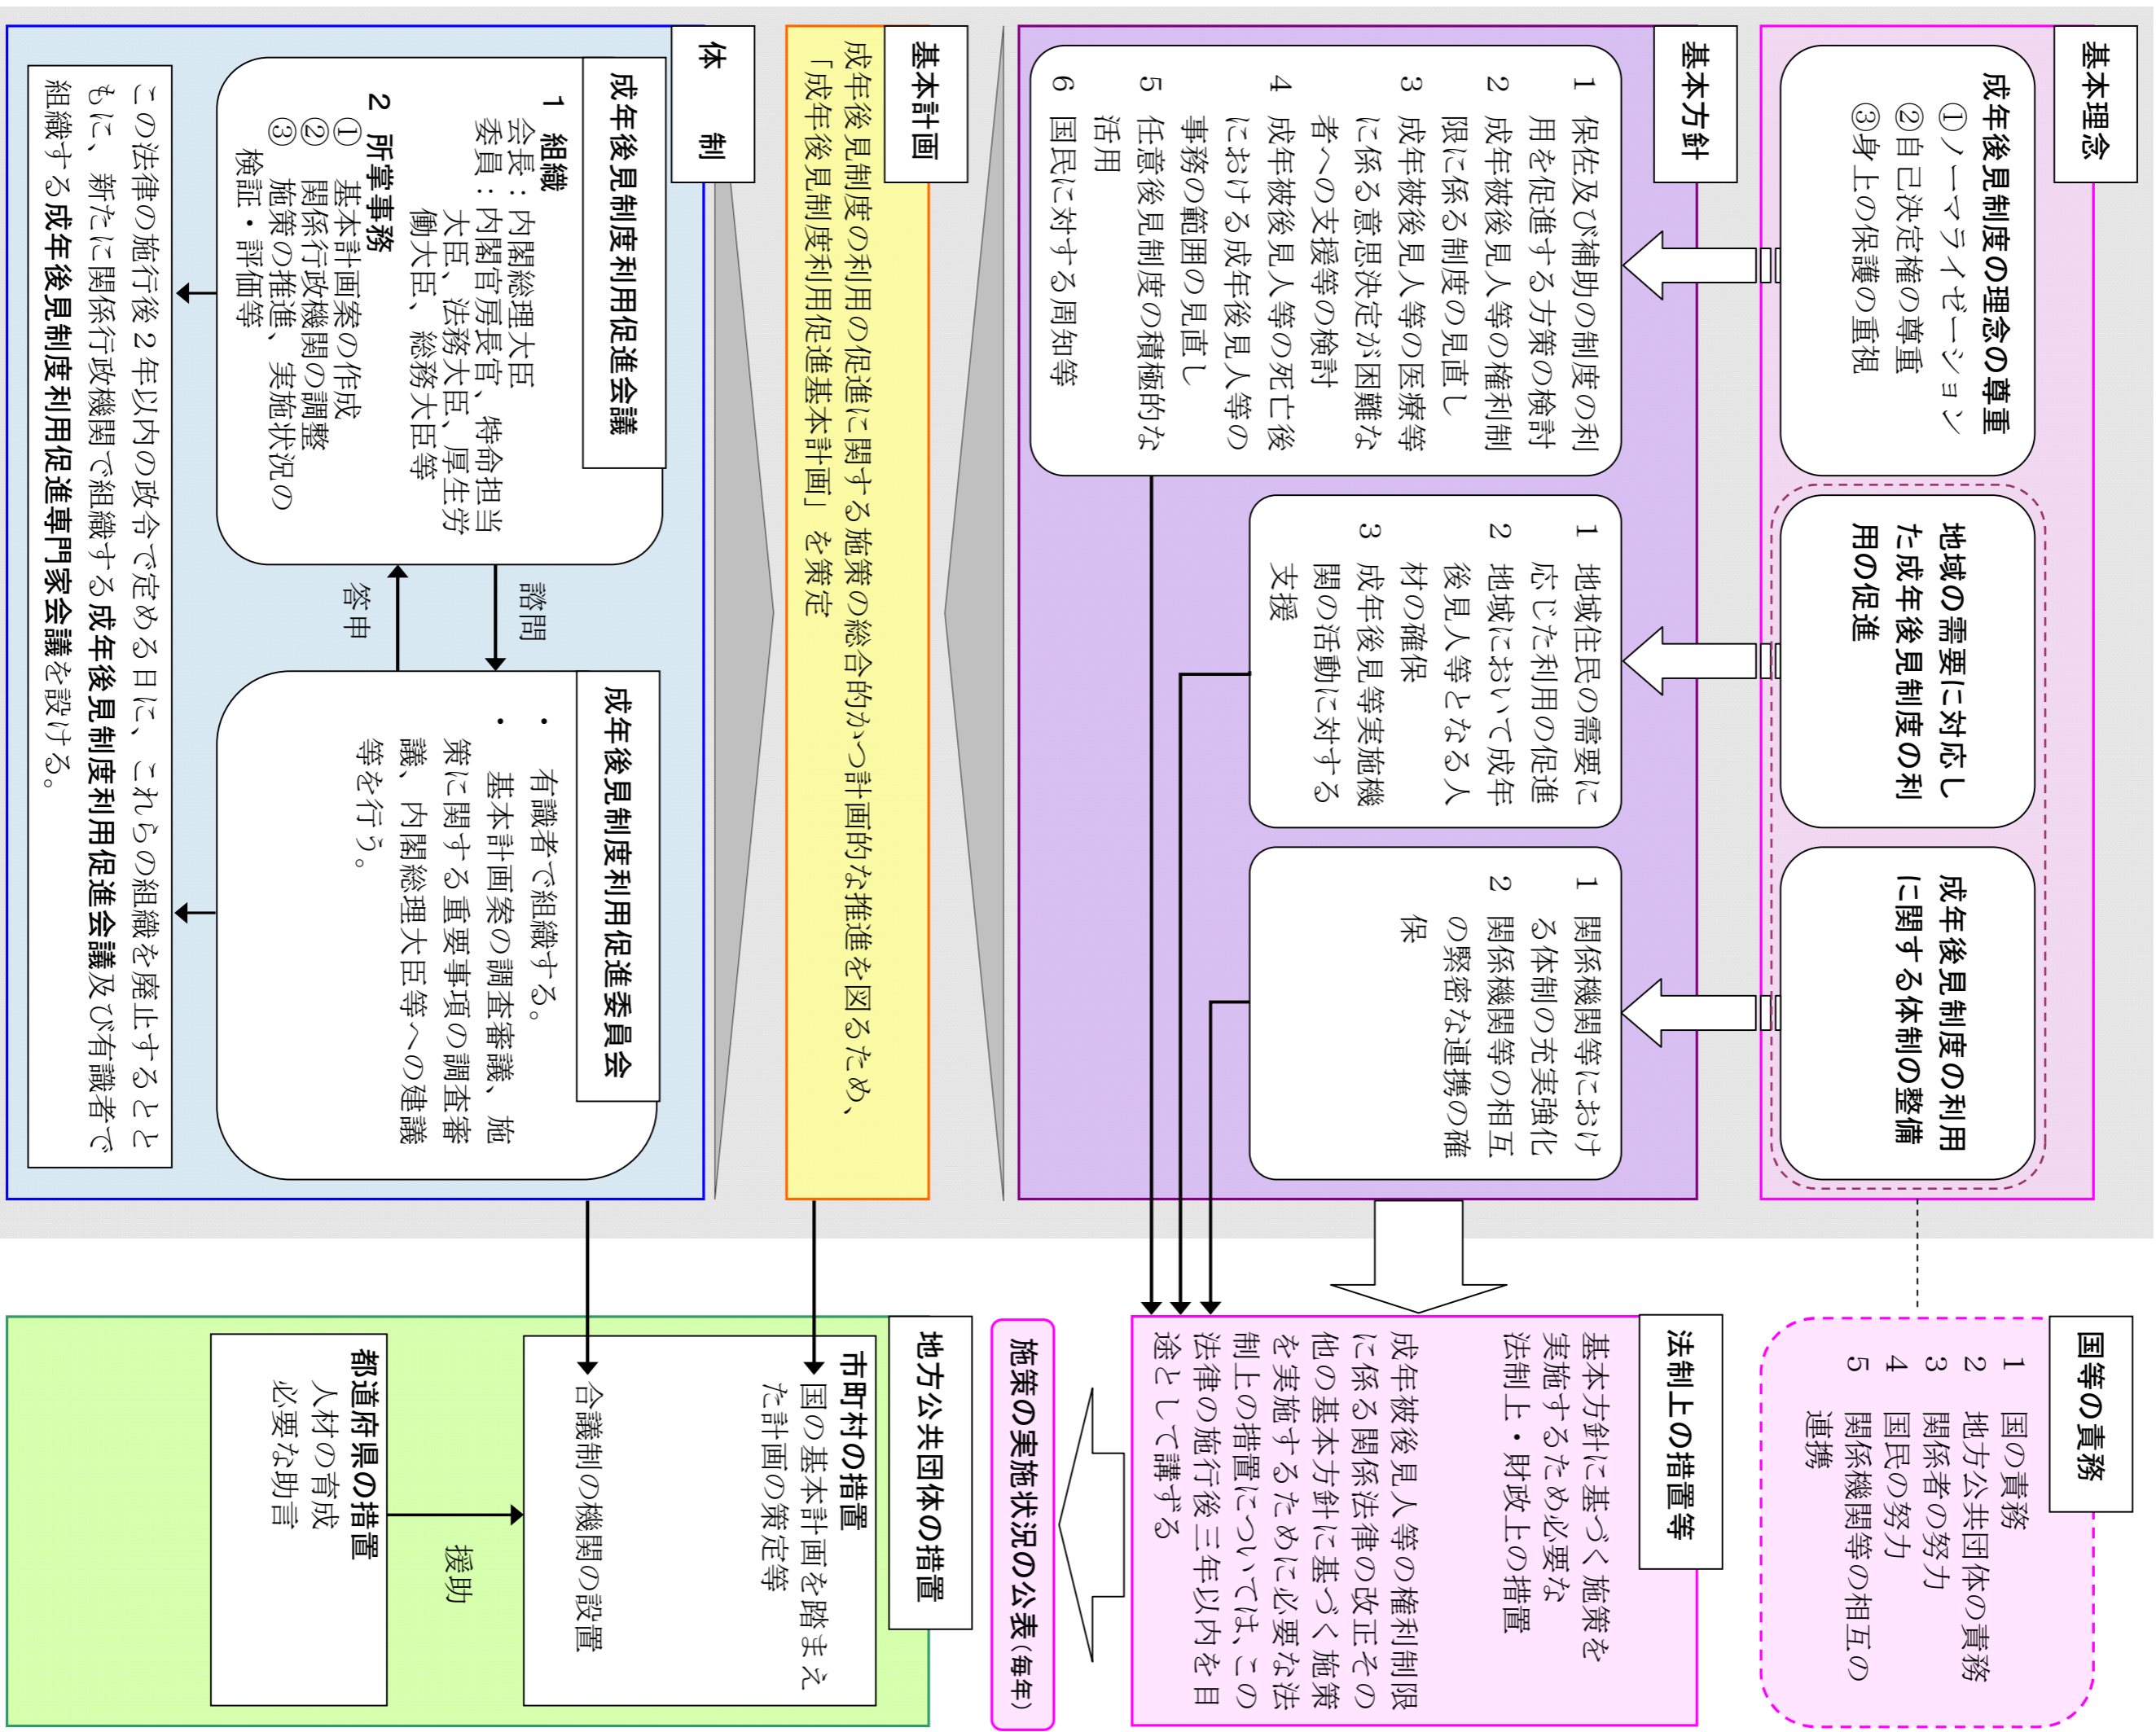 基本理念
成年後見制度の理念の尊重
①ノーマライゼーション
②自己決定権の尊重
③身上の保護の重視
地域の需要に対応し
た成年後見制度の利
用の促進
成年後見制度の利用
に関する体制の整備
国等の責務
1 国の責務
2 地方公共団体の責務
3 関係者の努力
4 国民の努力
5 関係機関等の相互の
連携
基本方針
1 保佐及び補助の制度の利
用を促進する方策の検討
2 成年被後見人等の権利制
限に係る制度の見直し
3 成年被後見人等の医療等
に係る意思決定が困難な
者への支援等の検討
4 成年被後見人等の死亡後
における成年後見人等の
事務の範囲の見直し
5 任意後見制度の積極的な
活用
6 国民に対する周知等
1 地域住民の需要に
応じた利用の促進
2 地域において成年
後見人等となる人
材の確保
3 成年後見等実施機
関の活動に対する
支援
1 関係機関等におけ
る体制の充実強化
2 関係機関等の相互
の緊密な連携の確
保
法制上の措置等
基本方針に基づく施策を
実施するため必要な
法制上・財政上の措置
成年被後見人等の権利制限
に係る関係法律の改正その
他の基本方針に基づく施策
を実施するために必要な法
制上の措置については、この
法律の施行後三年以内を目
途として講ずる
施策の実施状況の公表(毎年)
基本計画
成年後見制度の利用の促進に関する施策の総合的かつ計画的な推進を図るため、
「成年後見制度利用促進基本計画」を策定
体 制
成年後見制度利用促進会議
1 組織
会長:内閣総理大臣
委員:内閣官房長官、特命担当
大臣、法務大臣、厚生労
働大臣、総務大臣等
2 所掌事務
① 基本計画案の作成
② 関係行政機関の調整
③ 施策の推進、実施状況の
検証・評価等
諮問
答申
成年後見制度利用促進委員会
・ 有識者で組織する。
・ 基本計画案の調査審議、施
策に関する重要事項の調査審
議、内閣総理大臣等への建議
等を行う。
この法律の施行後2年以内の政令で定める日に、これらの組織を廃止するとと
もに、新たに関係行政機関で組織する成年後見制度利用促進会議及び有識者で
組織する成年後見制度利用促進専門家会議を設ける。
地方公共団体の措置
市町村の措置
国の基本計画を踏まえ
た計画の策定等
合議制の機関の設置
援助
都道府県の措置
人材の育成
必要な助言